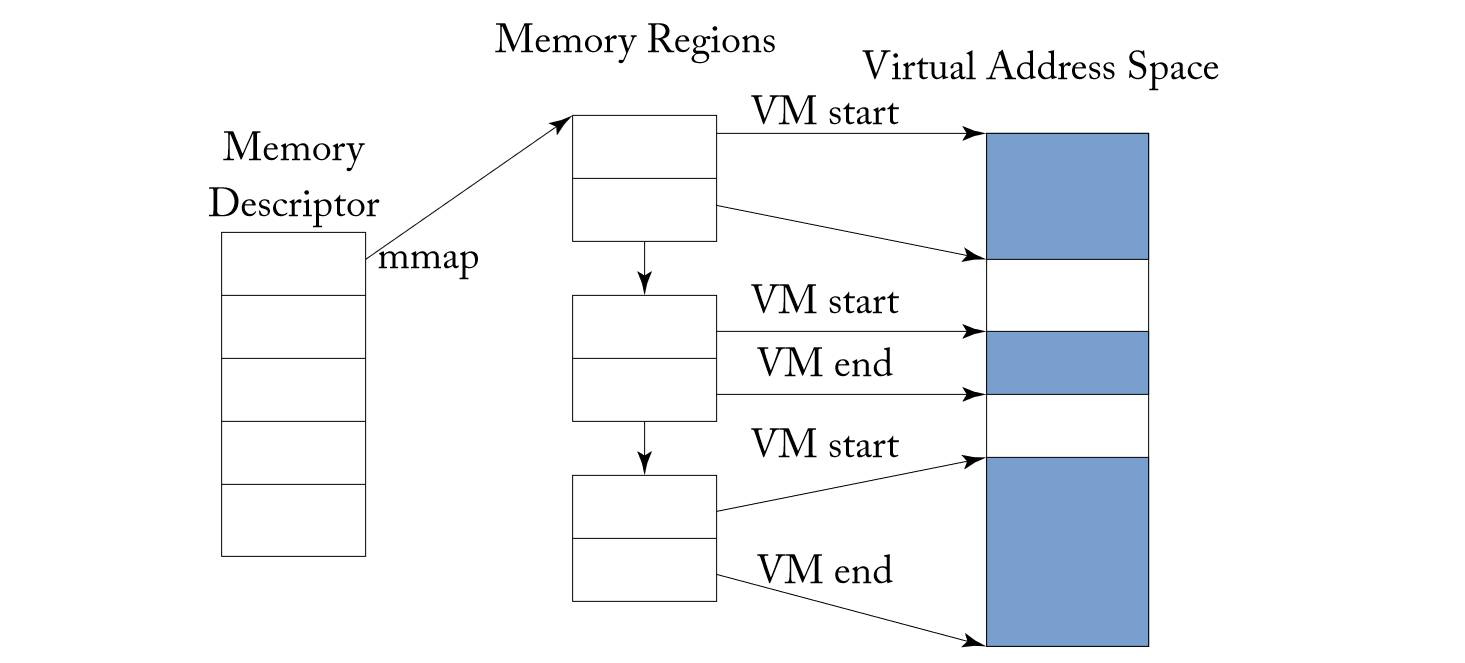 Memory Regions
Virtual Address Space
VM start
Memory
Descriptor
mmap
VM start
VM end
VM start
VM end